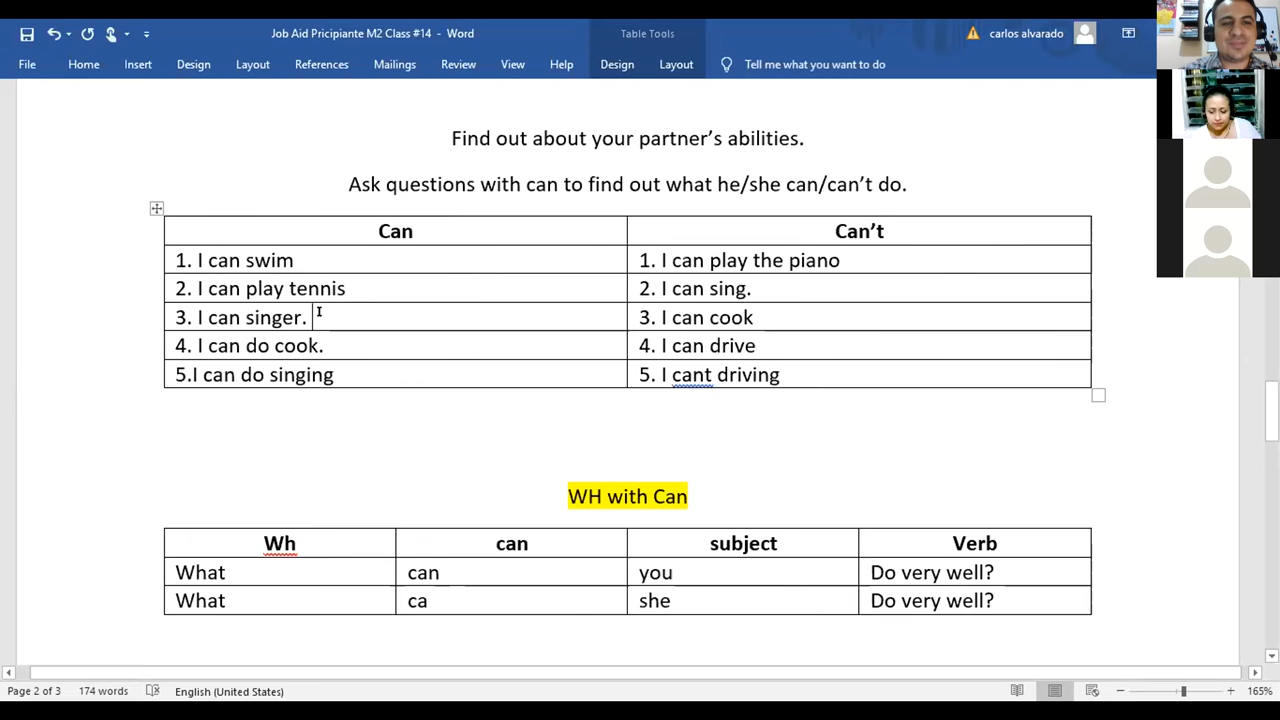 Job Aid Pricipiante M2 Class #14 - Word
Table Tools
carlos alvarado
File Home Insert Design Layout References Mailings Review View Help Design Layout Tell me what you want to do
Find out about your partner's abilities.
Ask questions with can to find out what he/she can/can't do.
Can Can't
1. I can swim 1. I can play the piano
2. I can play tennis 2. I can sing.
3. I can singer. 3. I can cook
4. I can do cook. 4. I can drive
5.I can do singing 5. I cant driving
WH with Can
Wh can subject Verb
What can you Do very well?
What ca she Do very well?
Page 2 of 3 174 words English (United States) 165%